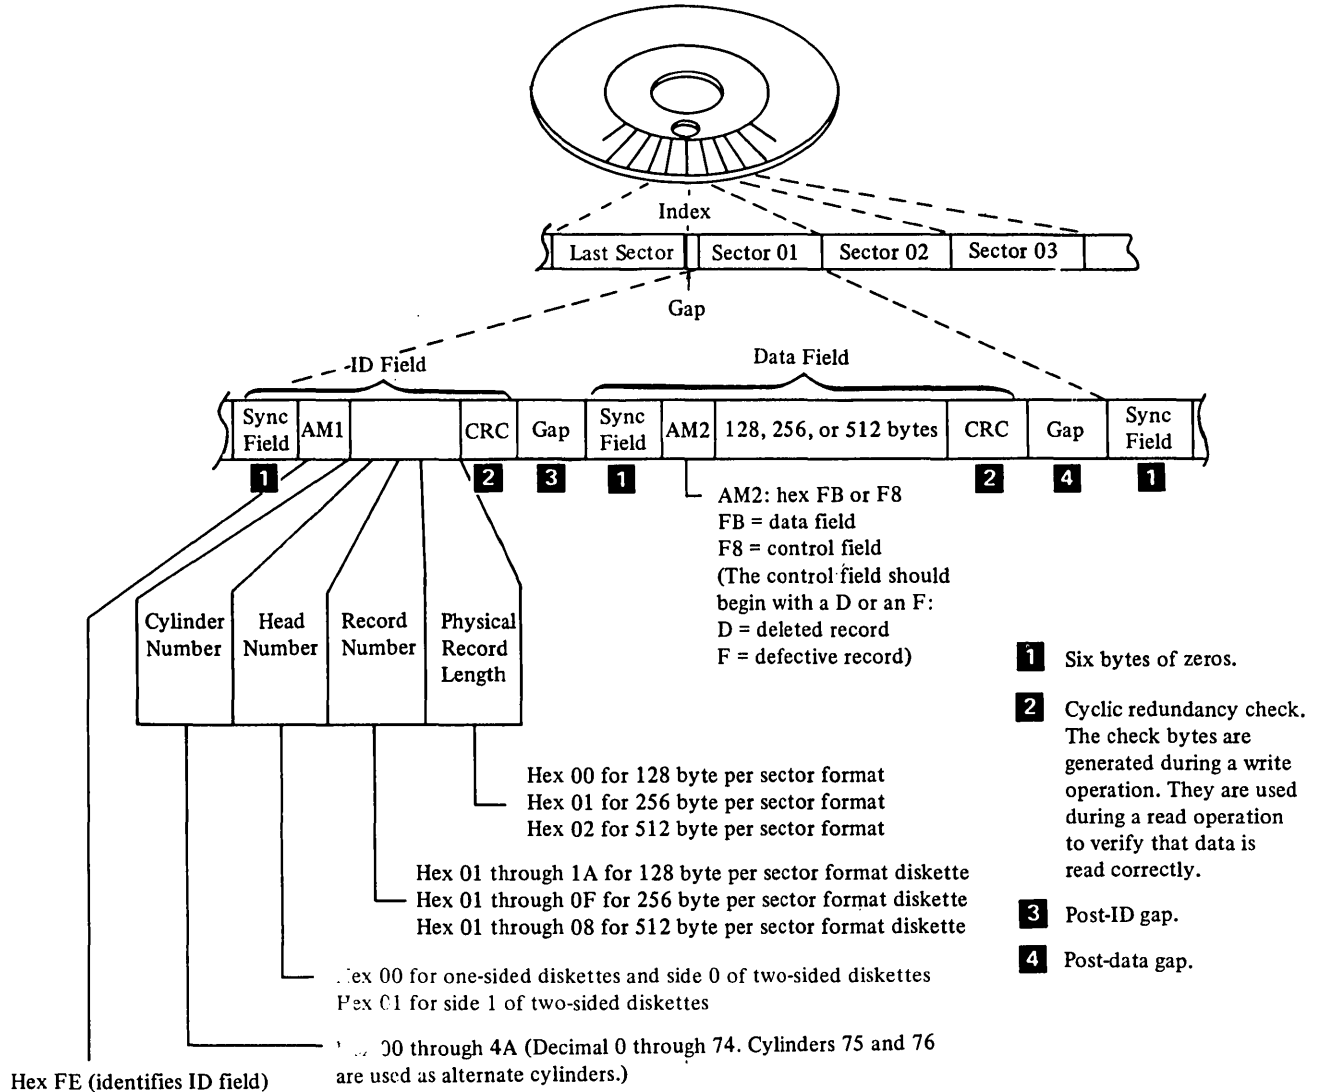 Index
Last Sector
Sector 01
Sector 02
Sector 03
Gap
ID Field
Data Field
Sync Field
AM1
CRC
Gap
Sync Field
AM2
128, 256, or 512 bytes
CRC
Gap
Sync Field
1
2
3
1
2
4
1
AM2: hex FB or F8
FB = data field
F8 = control field
(The control field should
begin with a D or an F:
D = deleted record
F = defective record)
Cylinder Number
Head Number
Record Number
Physical Record Length
1 Six bytes of zeros.
2 Cyclic redundancy check.
The check bytes are
generated during a write
operation. They are used
during a read operation
to verify that data is
read correctly.
3 Post-ID gap.
4 Post-data gap.
Hex 00 for 128 byte per sector format
Hex 01 for 256 byte per sector format
Hex 02 for 512 byte per sector format
Hex 01 through 1A for 128 byte per sector format diskette
Hex 01 through 0F for 256 byte per sector format diskette
Hex 01 through 08 for 512 byte per sector format diskette
Hex 00 for one-sided diskettes and side 0 of two-sided diskettes
Hex 01 for side 1 of two-sided diskettes
00 through 4A (Decimal 0 through 74. Cylinders 75 and 76
are used as alternate cylinders.)
Hex FE (identifies ID field)